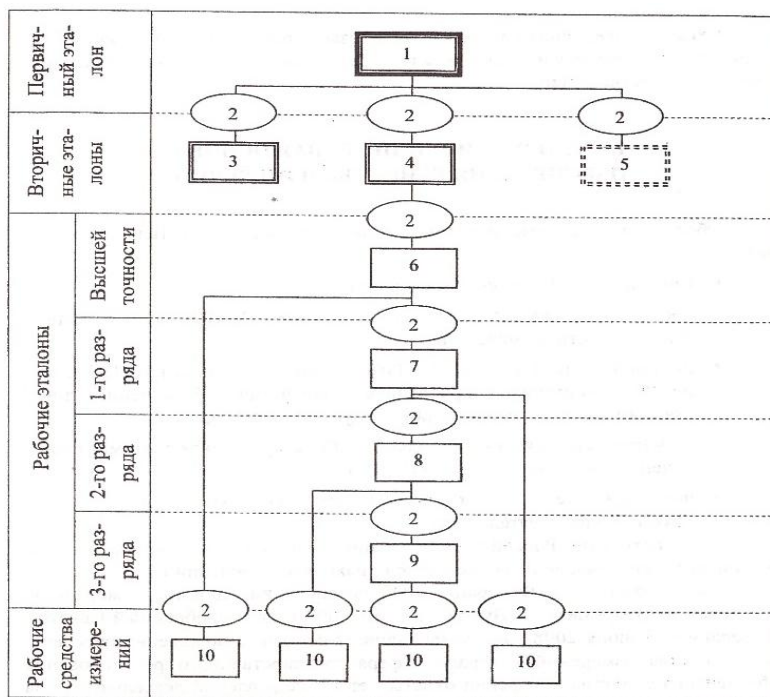 Первич-
ный эта-
лон
1
2
2
2
Вторич-
ные эта-
лоны
3
4
5
Рабочие эталоны
Высшей
точности
2
6
1-го раз-
ряда
2
7
2-го раз-
ряда
2
8
3-го раз-
ряда
2
9
2
2
2
2
Рабочие
средства
измере-
ний
10
10
10
10